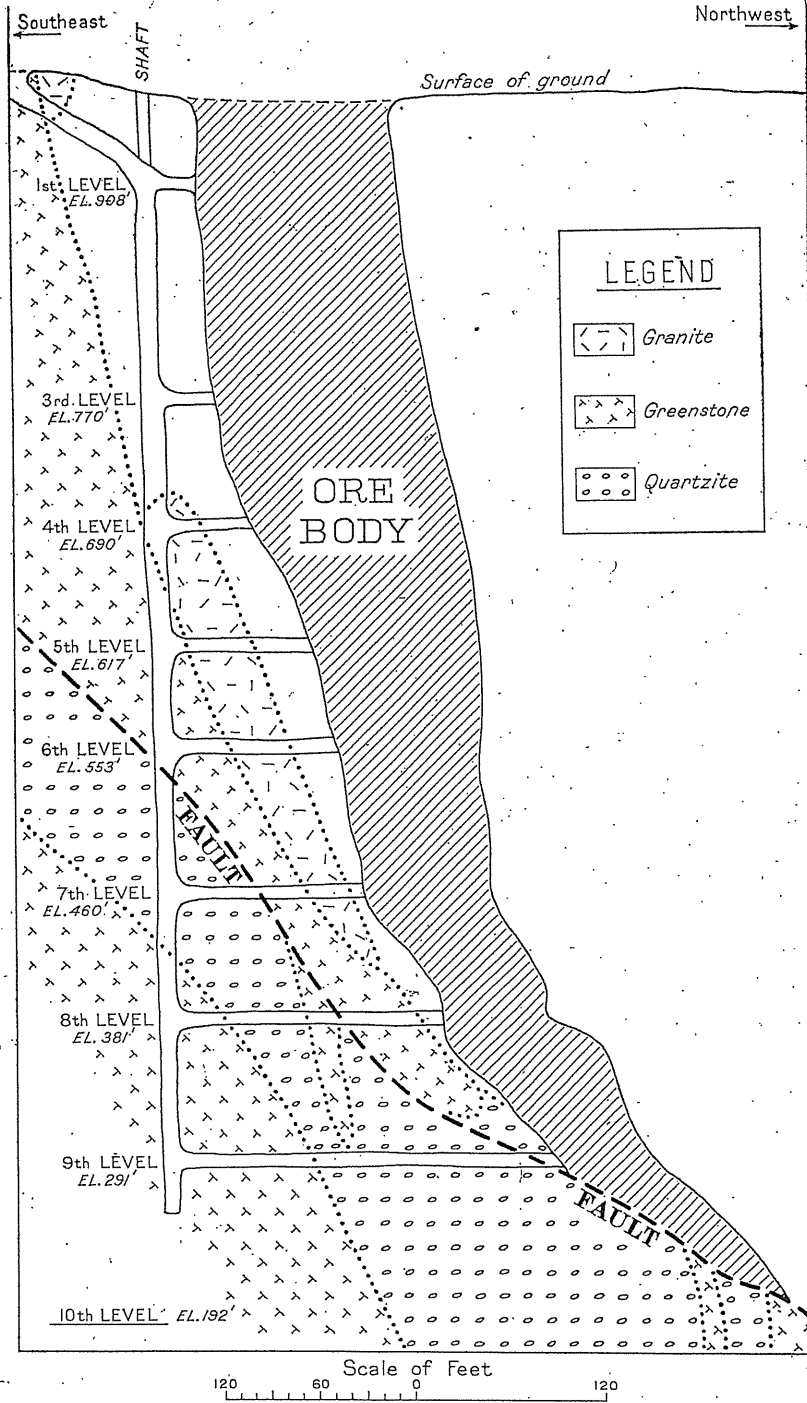 Southeast
Northwest
SHAFT
Surface of ground
1st LEVEL
EL.908'
LEGEND
Granite
Greenstone
Quartzite
3rd LEVEL
EL.770'
ORE
BODY
4th LEVEL
EL.690'
5th LEVEL
EL.617'
6th LEVEL
EL.553'
FAULT
7th LEVEL
EL.460'
8th LEVEL
EL.381'
9th LEVEL
EL.291'
FAULT
10th LEVEL EL.192'
Scale of Feet
120 60 0 120